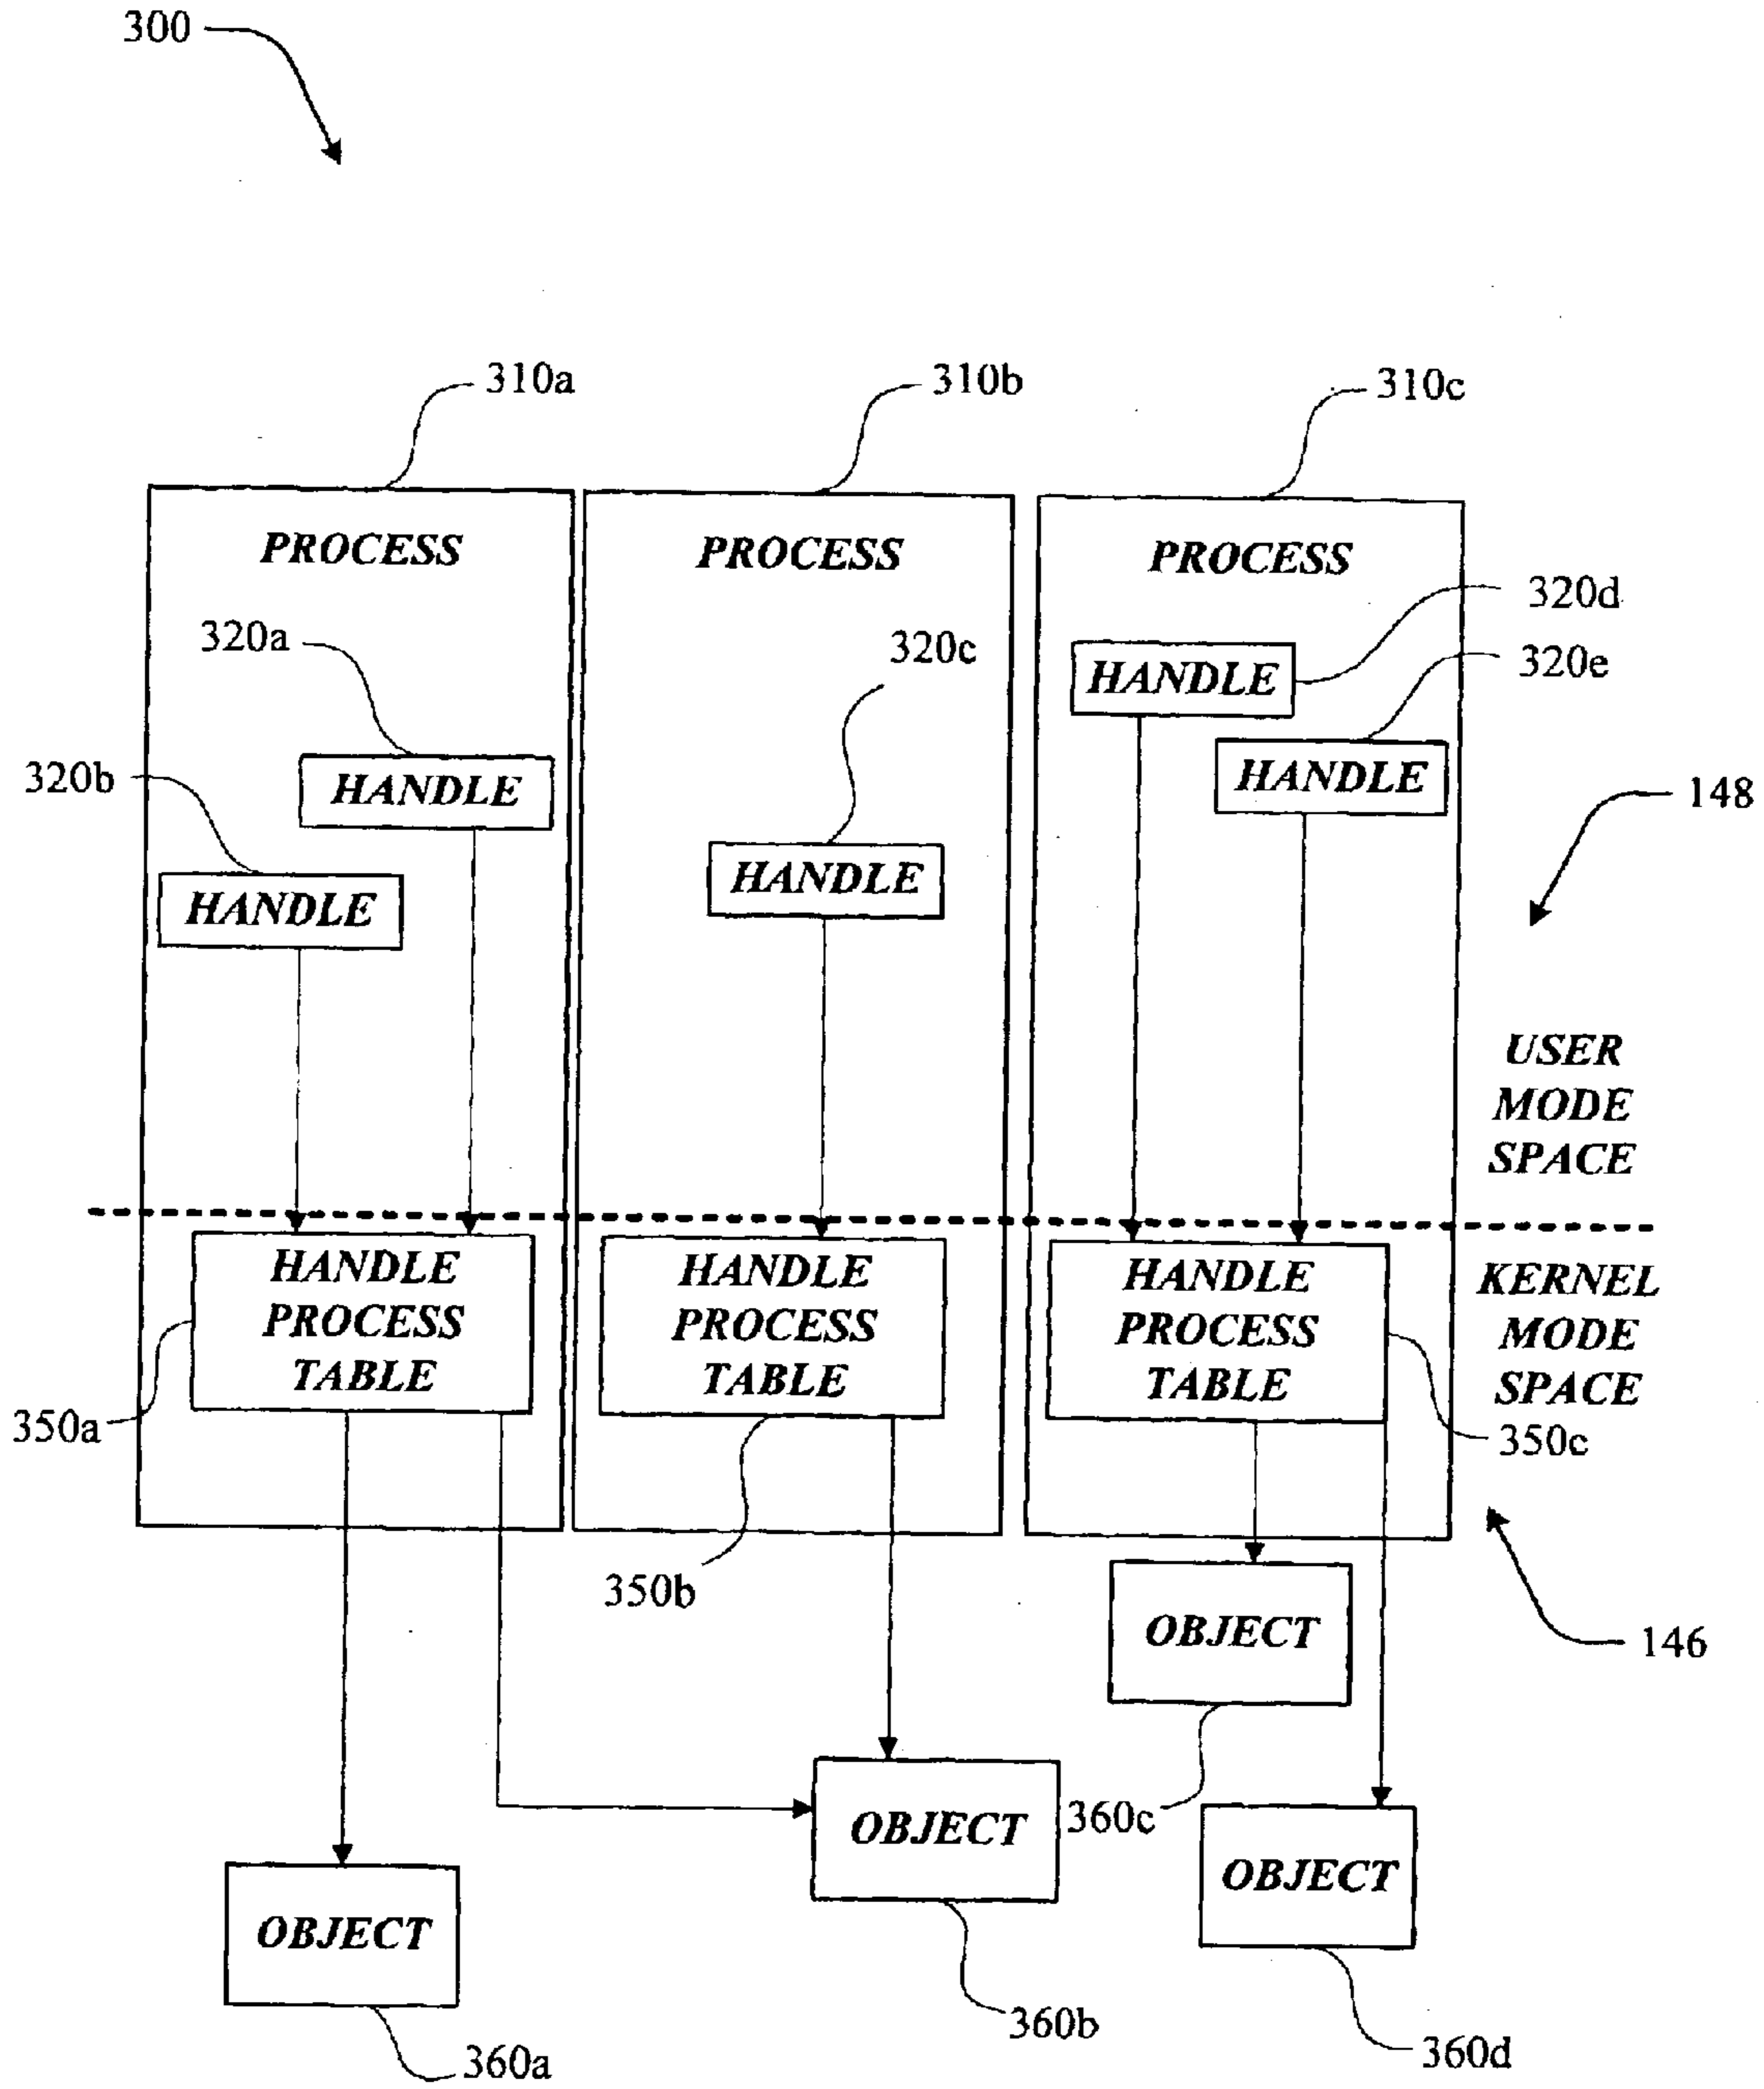 300
310a
310b
310c
PROCESS
PROCESS
PROCESS
320a
320c
320d
HANDLE
320e
320b
HANDLE
HANDLE
148
HANDLE
HANDLE
USER
MODE
SPACE
HANDLE
PROCESS
TABLE
HANDLE
PROCESS
TABLE
HANDLE
PROCESS
TABLE
KERNEL
MODE
SPACE
350a
350b
350c
OBJECT
146
OBJECT
360c
OBJECT
OBJECT
360a
360b
360d